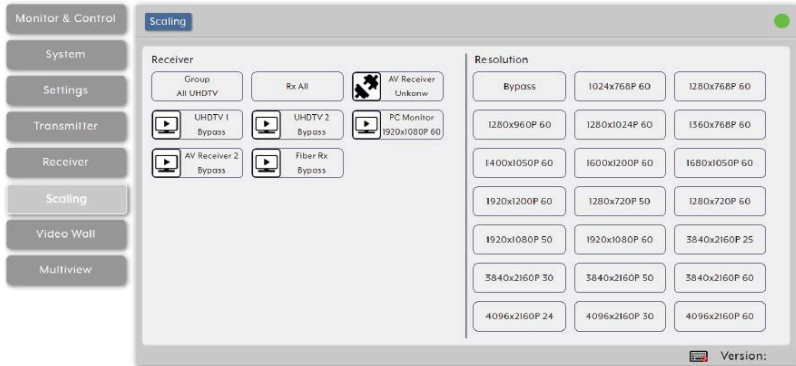 Monitor & Control
System
Settings
Transmitter
Receiver
Scaling
Video Wall
Multiview
Scaling
Receiver
Group
All UHDTV
Rx All
AV Receiver
Unkonw
UHDTV 1
Bypass
UHDTV 2
Bypass
PC Monitor
1920x1080P 60
AV Receiver 2
Bypass
Fiber Rx
Bypass
Resolution
Bypass
1024x768P 60
1280x768P 60
1280x960P 60
1280x1024P 60
1360x768P 60
1400x1050P 60
1600x1200P 60
1680x1050P 60
1920x1200P 60
1280x720P 50
1280x720P 60
1920x1080P 50
1920x1080P 60
3840x2160P 25
3840x2160P 30
3840x2160P 50
3840x2160P 60
4096x2160P 24
4096x2160P 30
4096x2160P 60
Version: